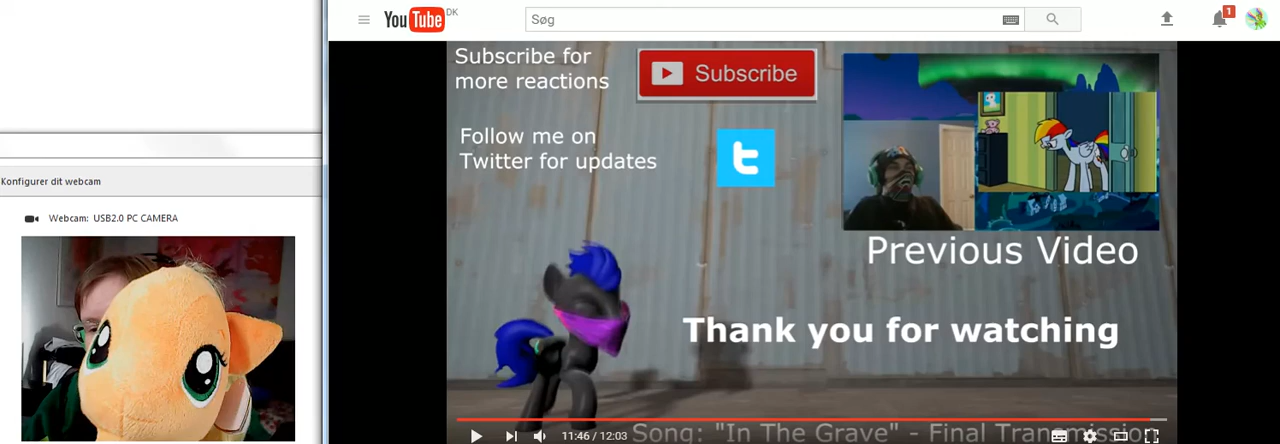 Konfigurer dit webcam
Webcam: USB2.0 PC CAMERA
YouTube DK
Søg
1
Subscribe for
more reactions
Subscribe
Follow me on
Twitter for updates
t
Previous Video
Thank you for watching
11:46 / 12:03
Song: "In The Grave" - Final Transmission